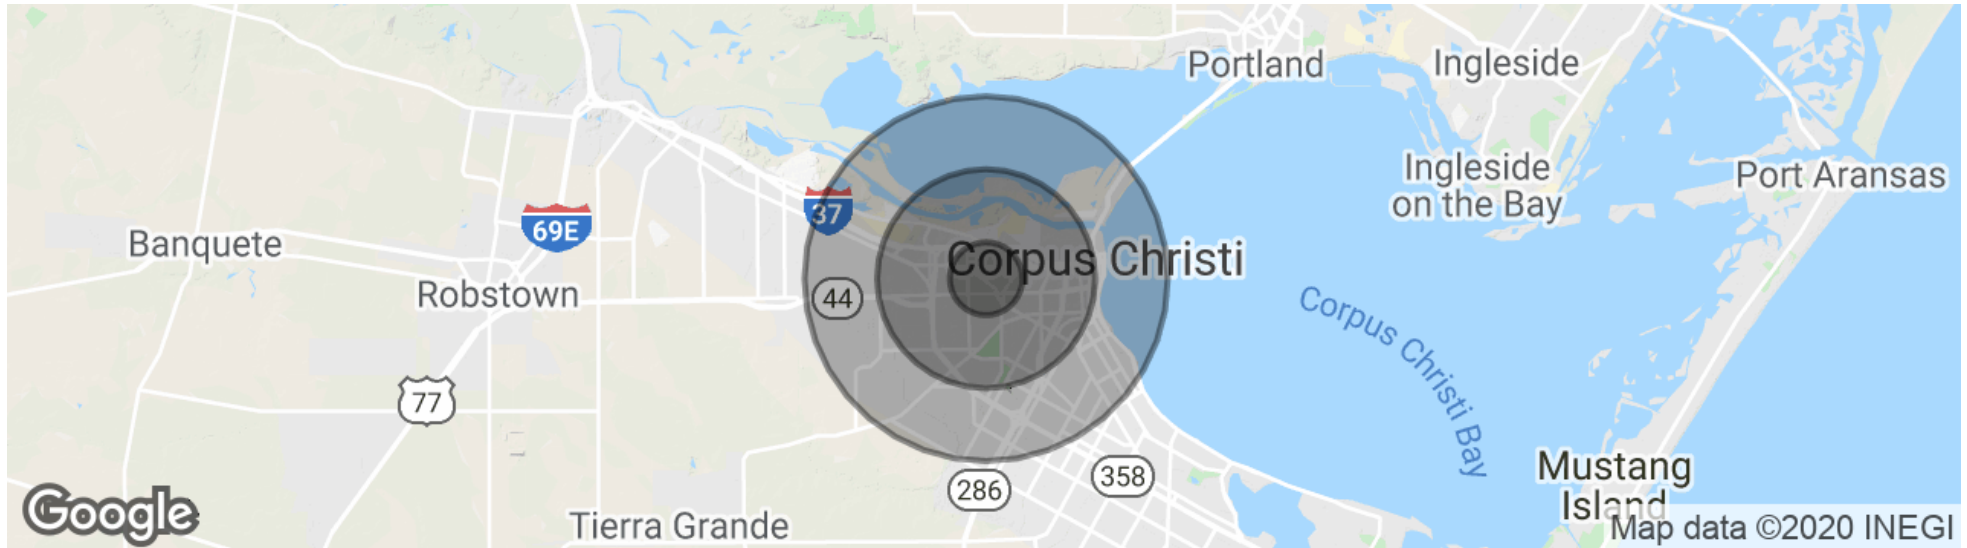 Portland
Ingleside
Ingleside
on the Bay
Port Aransas
37
69E
Banquete
Corpus Christi
Robstown
44
Corpus Christi Bay
77
Mustang
Island
358
286
Google
Tierra Grande
Map data ©2020 INEGI